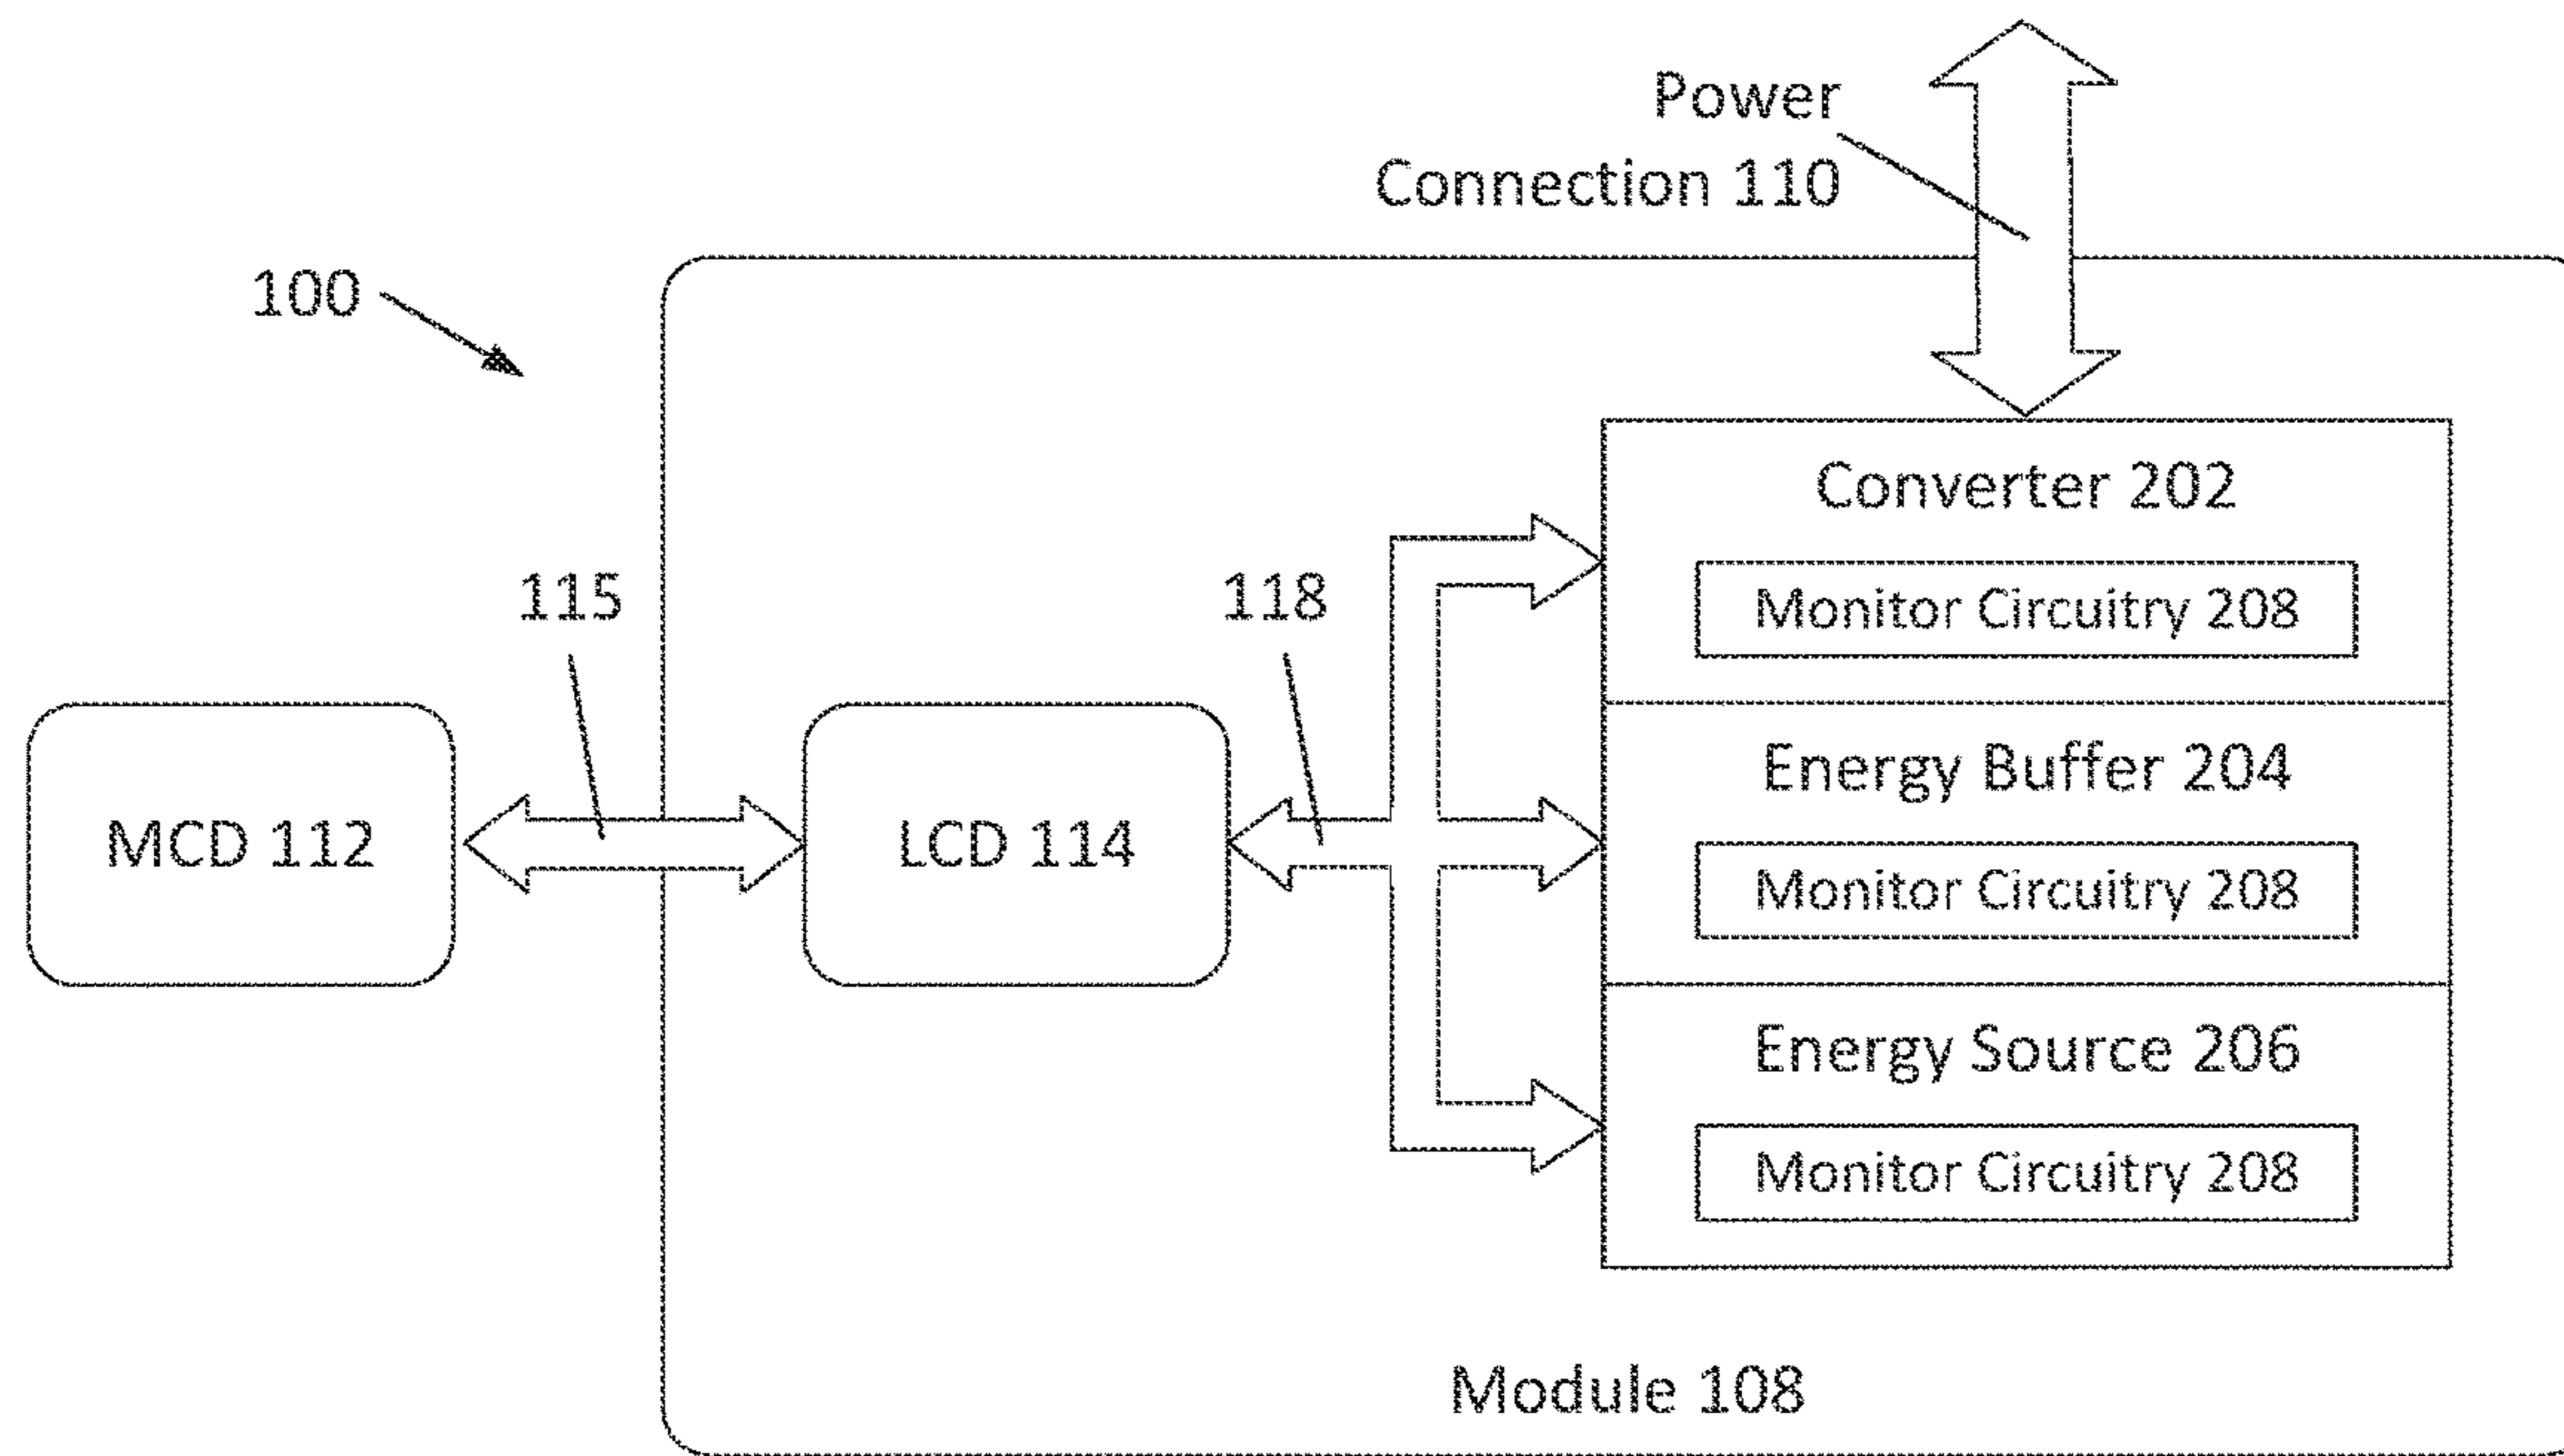 Power
Connection 110
100
Converter 202
115
118
Monitor Circuitry 208
Energy Buffer 204
MCD 112
LCD 114
Monitor Circuitry 208
Energy Source 206
Monitor Circuitry 208
Module 108